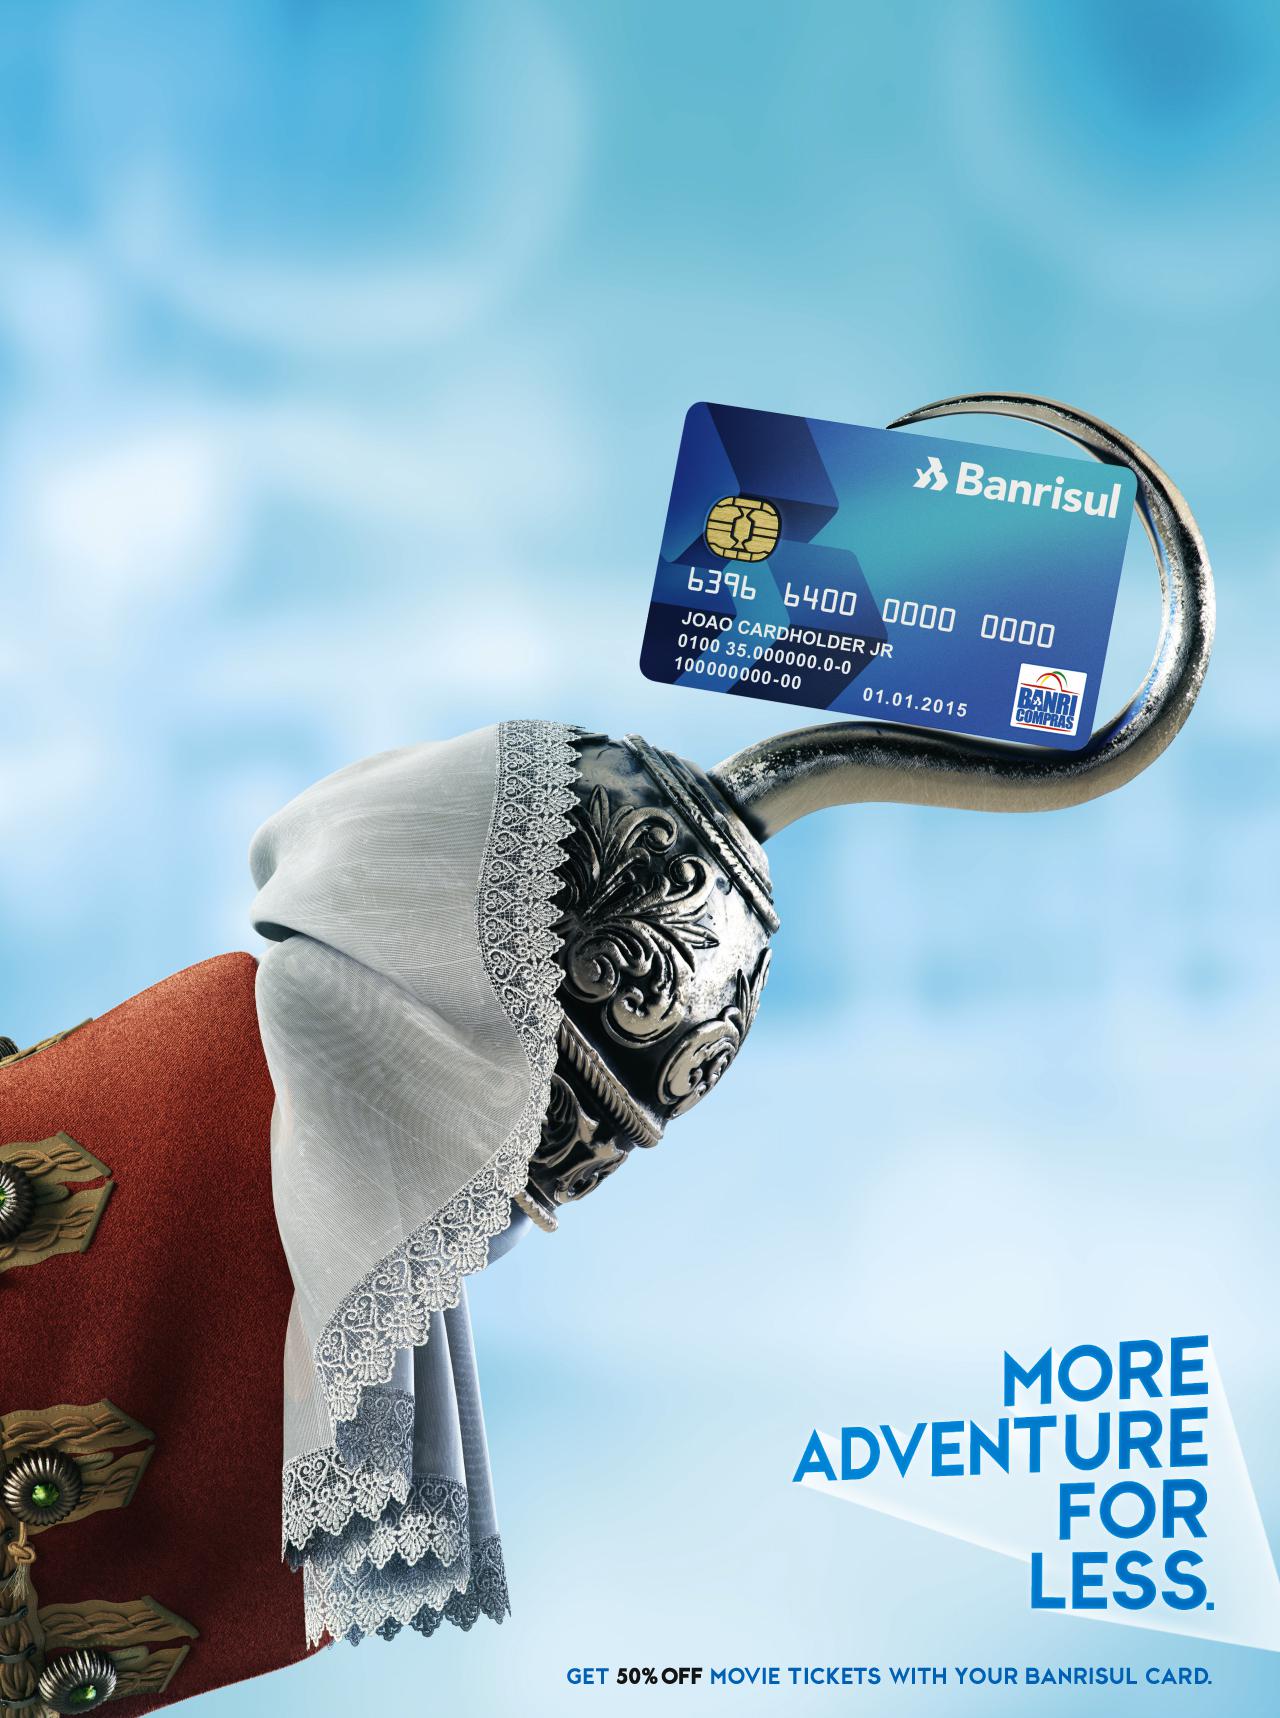 Banrisul
6396 6400 0000 0000
JOAO CARDHOLDER JR
0100 35.000000.0-0
100000000-00
01.01.2015
BANRI
COMPRAS
MORE
ADVENTURE
FOR
LESS.
GET 50% OFF MOVIE TICKETS WITH YOUR BANRISUL CARD.